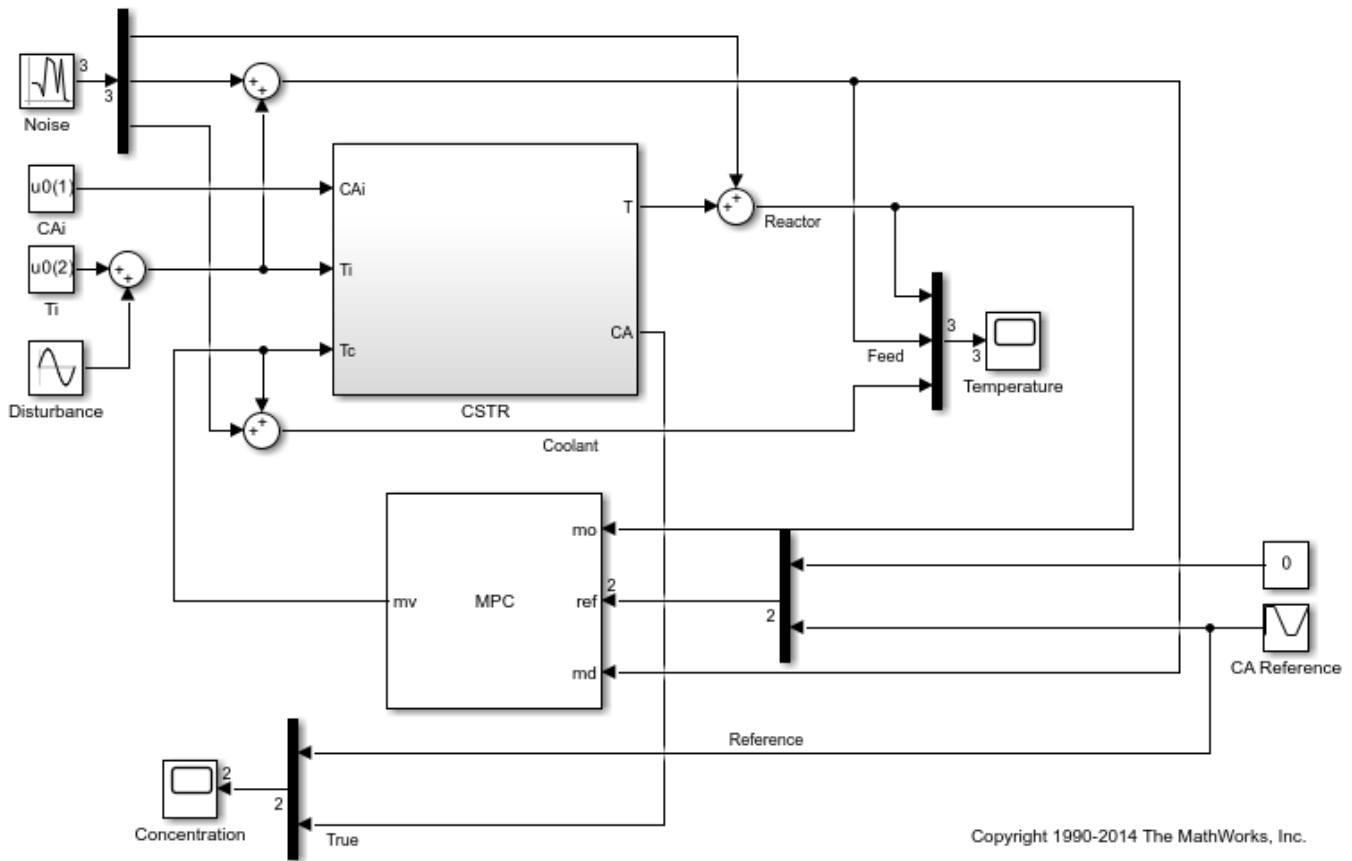 3
3
Noise
u0(1)
CAi
u0(2)
Ti
Disturbance
CAi
Ti
Tc
T
CA
CSTR
Reactor
Feed
3
3
Temperature
Coolant
mo
mv
MPC
ref
md
2
2
0
CA Reference
Reference
2
2
Concentration
True
Copyright 1990-2014 The MathWorks, Inc.